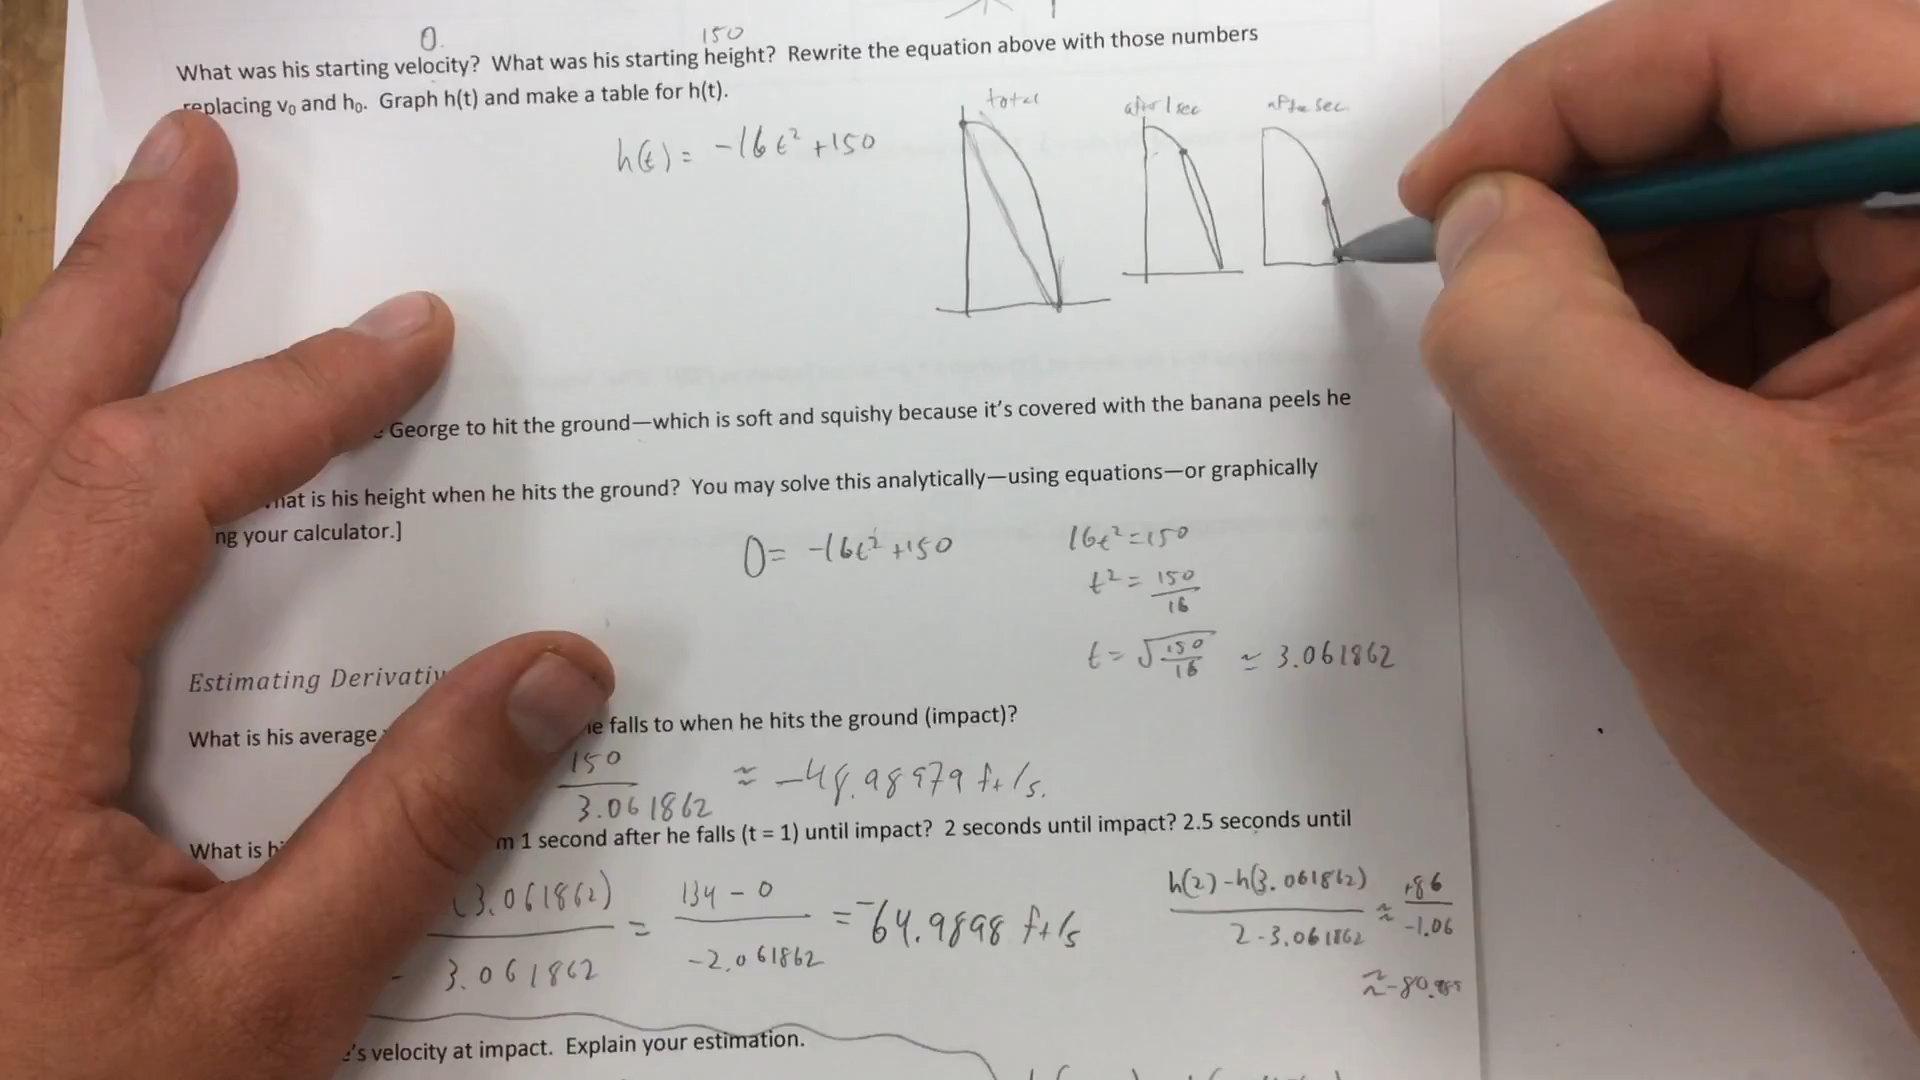 0. 150
What was his starting velocity? What was his starting height? Rewrite the equation above with those numbers
replacing v₀ and h₀. Graph h(t) and make a table for h(t).
total after 1 sec sec.
h(t) = -16t² +150
George to hit the ground—which is soft and squishy because it's covered with the banana peels he
hat is his height when he hits the ground? You may solve this analytically—using equations—or graphically
ng your calculator.]
0 = -16t² +150
16t² = 150
t² = 150/16
t = √150/16 ≃ 3.061862
Estimating Derivativ
What is his average
he falls to when he hits the ground (impact)?
150/3.061862 ≈ -48.98979 ft/s.
What is hi
m 1 second after he falls (t = 1) until impact? 2 seconds until impact? 2.5 seconds until
(3.061862)/- 3.061862 = 134 - 0/-2.061862 = -64.9898 ft/s
h(2) - h(3.061862)/2 - 3.061862 ≈ +86/-1.06
≈ -80.985
's velocity at impact. Explain your estimation.